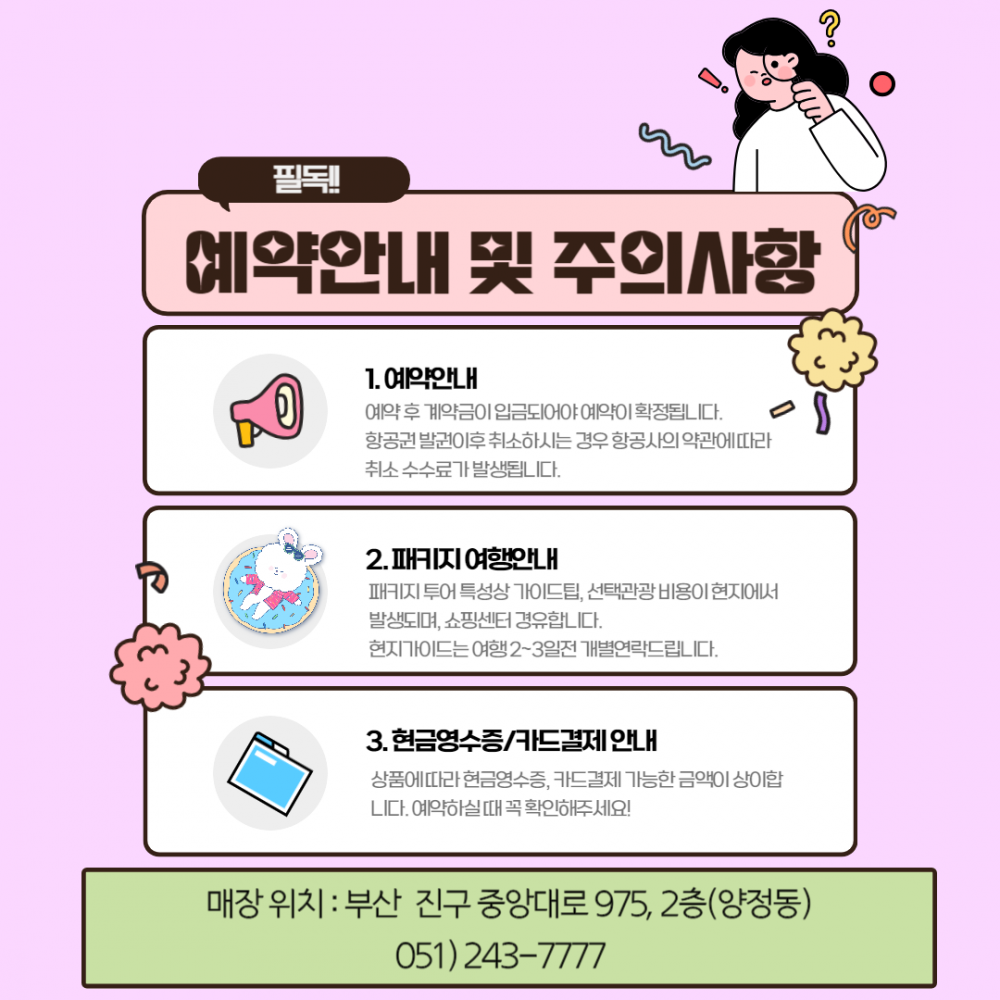 필독!!
예약안내 및 주의사항
1. 예약안내
예약 후 계약금이 입금되어야 예약이 확정됩니다.
항공권 발권이후 취소하시는 경우 항공사의 약관에 따라
취소 수수료가 발생됩니다.
2. 패키지 여행안내
패키지 투어 특성상 가이드팁, 선택관광 비용이 현지에서
발생되며, 쇼핑센터 경유합니다.
현지가이드는 여행 2~3일전 개별연락드립니다.
3. 현금영수증/카드결제 안내
상품에 따라 현금영수증, 카드결제 가능한 금액이 상이합
니다. 예약하실 때 꼭 확인해주세요!
매장 위치 : 부산 진구 중앙대로 975, 2층(양정동)
051) 243-7777